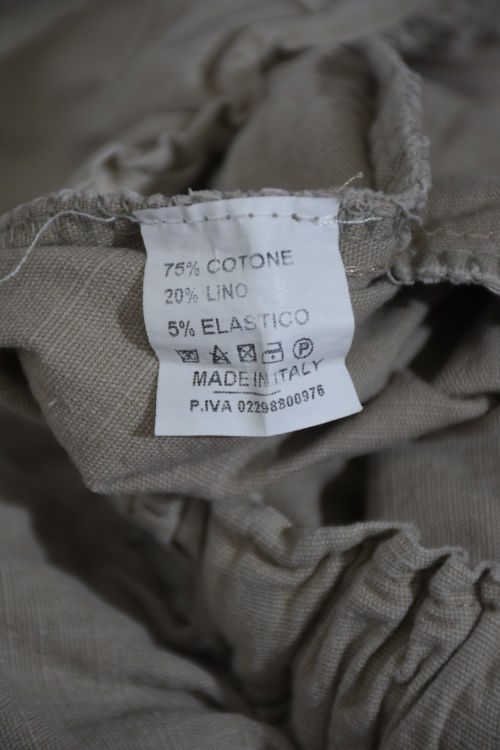 75% COTONE
20% LINO
5% ELASTICO
P
MADE IN ITALY
P.IVA 02298800976